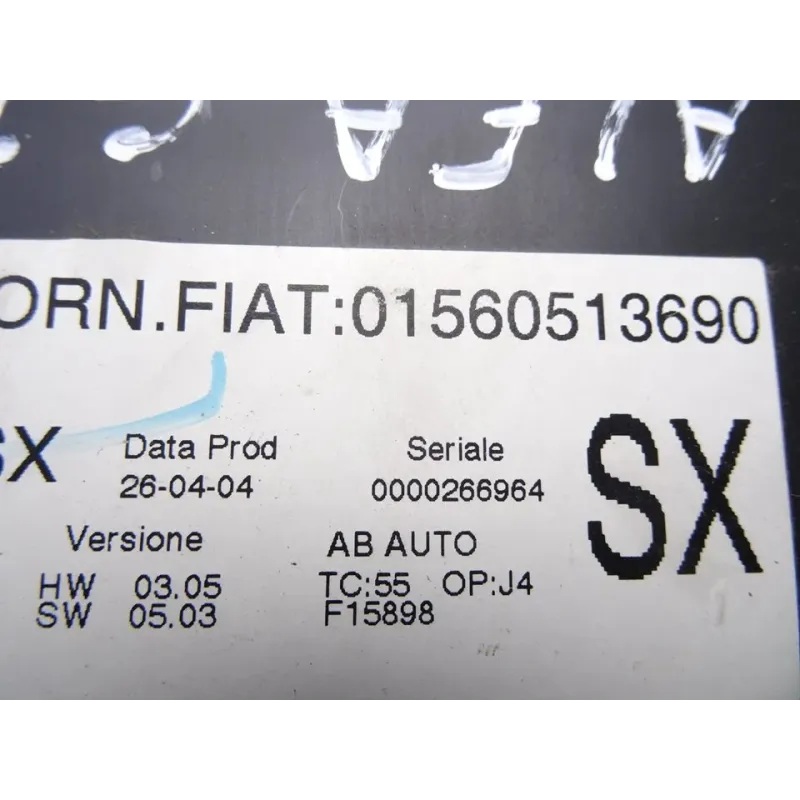 ORN.FIAT:01560513690
SX
Data Prod
26-04-04
Seriale
0000266964
SX
Versione
HW 03.05
SW 05.03
AB AUTO
TC:55 OP:J4
F15898